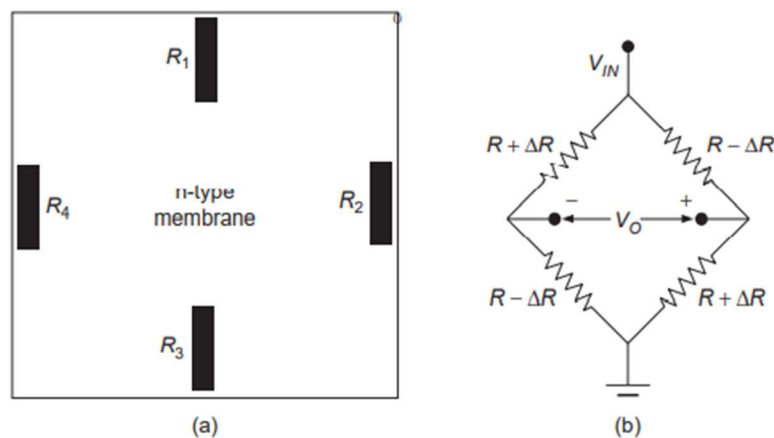 R1
R4
n-type
membrane
R2
R3
(a)
VIN
R + ΔR
R − ΔR
−
+
VO
R − ΔR
R + ΔR
(b)